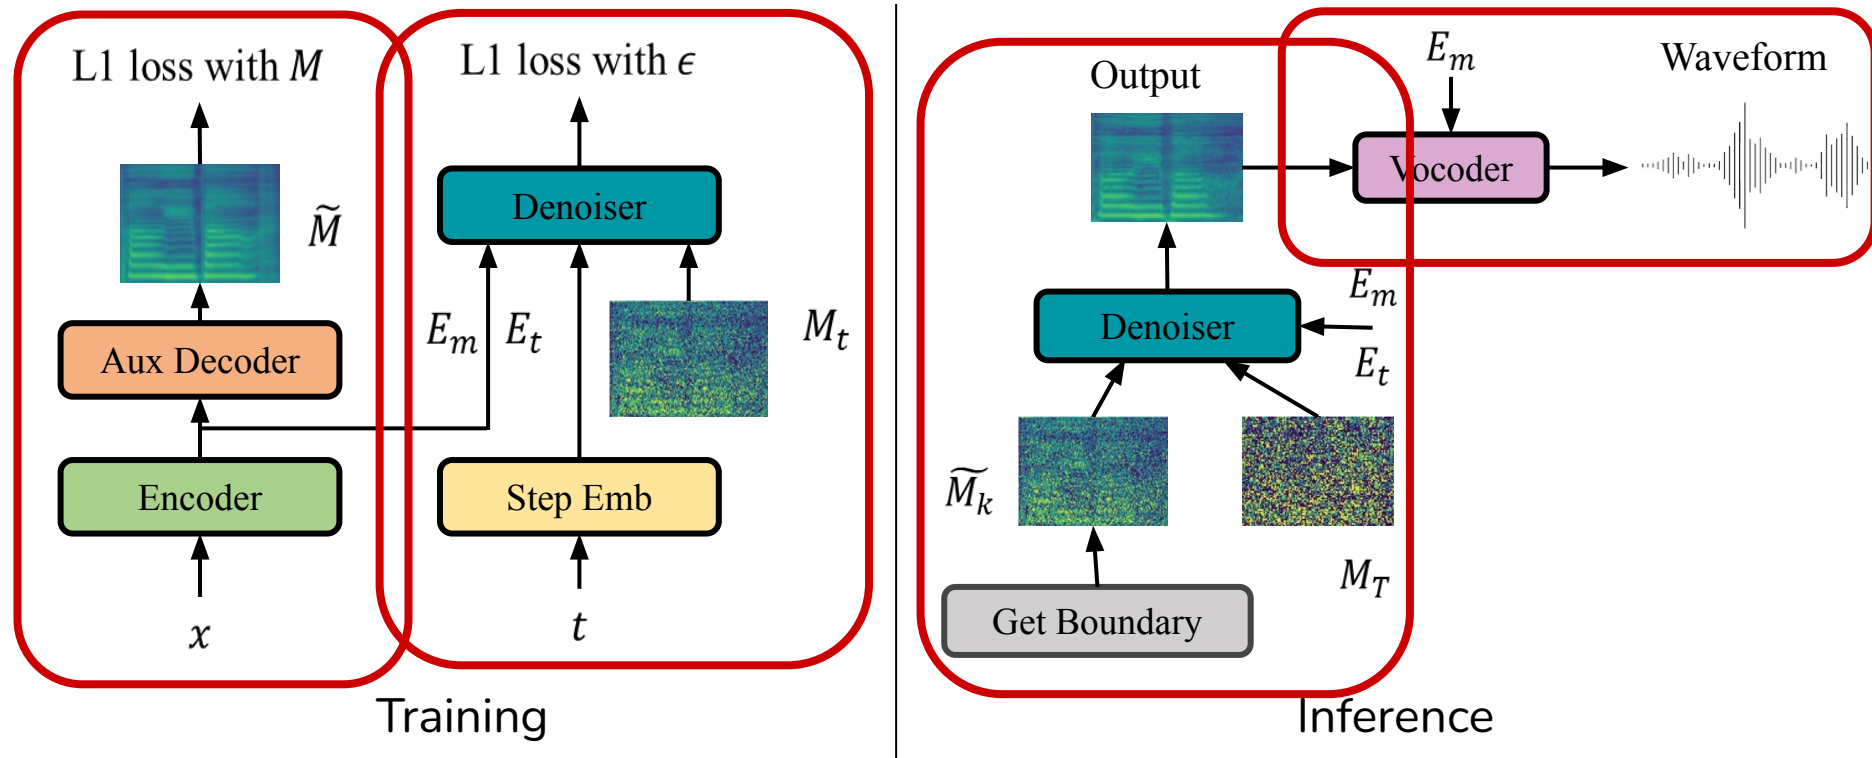 L1 loss with M
M̃
Aux Decoder
Encoder
x
L1 loss with ϵ
Denoiser
E_m E_t
M_t
Step Emb
t
Training
Output
E_m
Waveform
Vocoder
E_m
Denoiser
E_t
M̃_k
M_T
Get Boundary
Inference